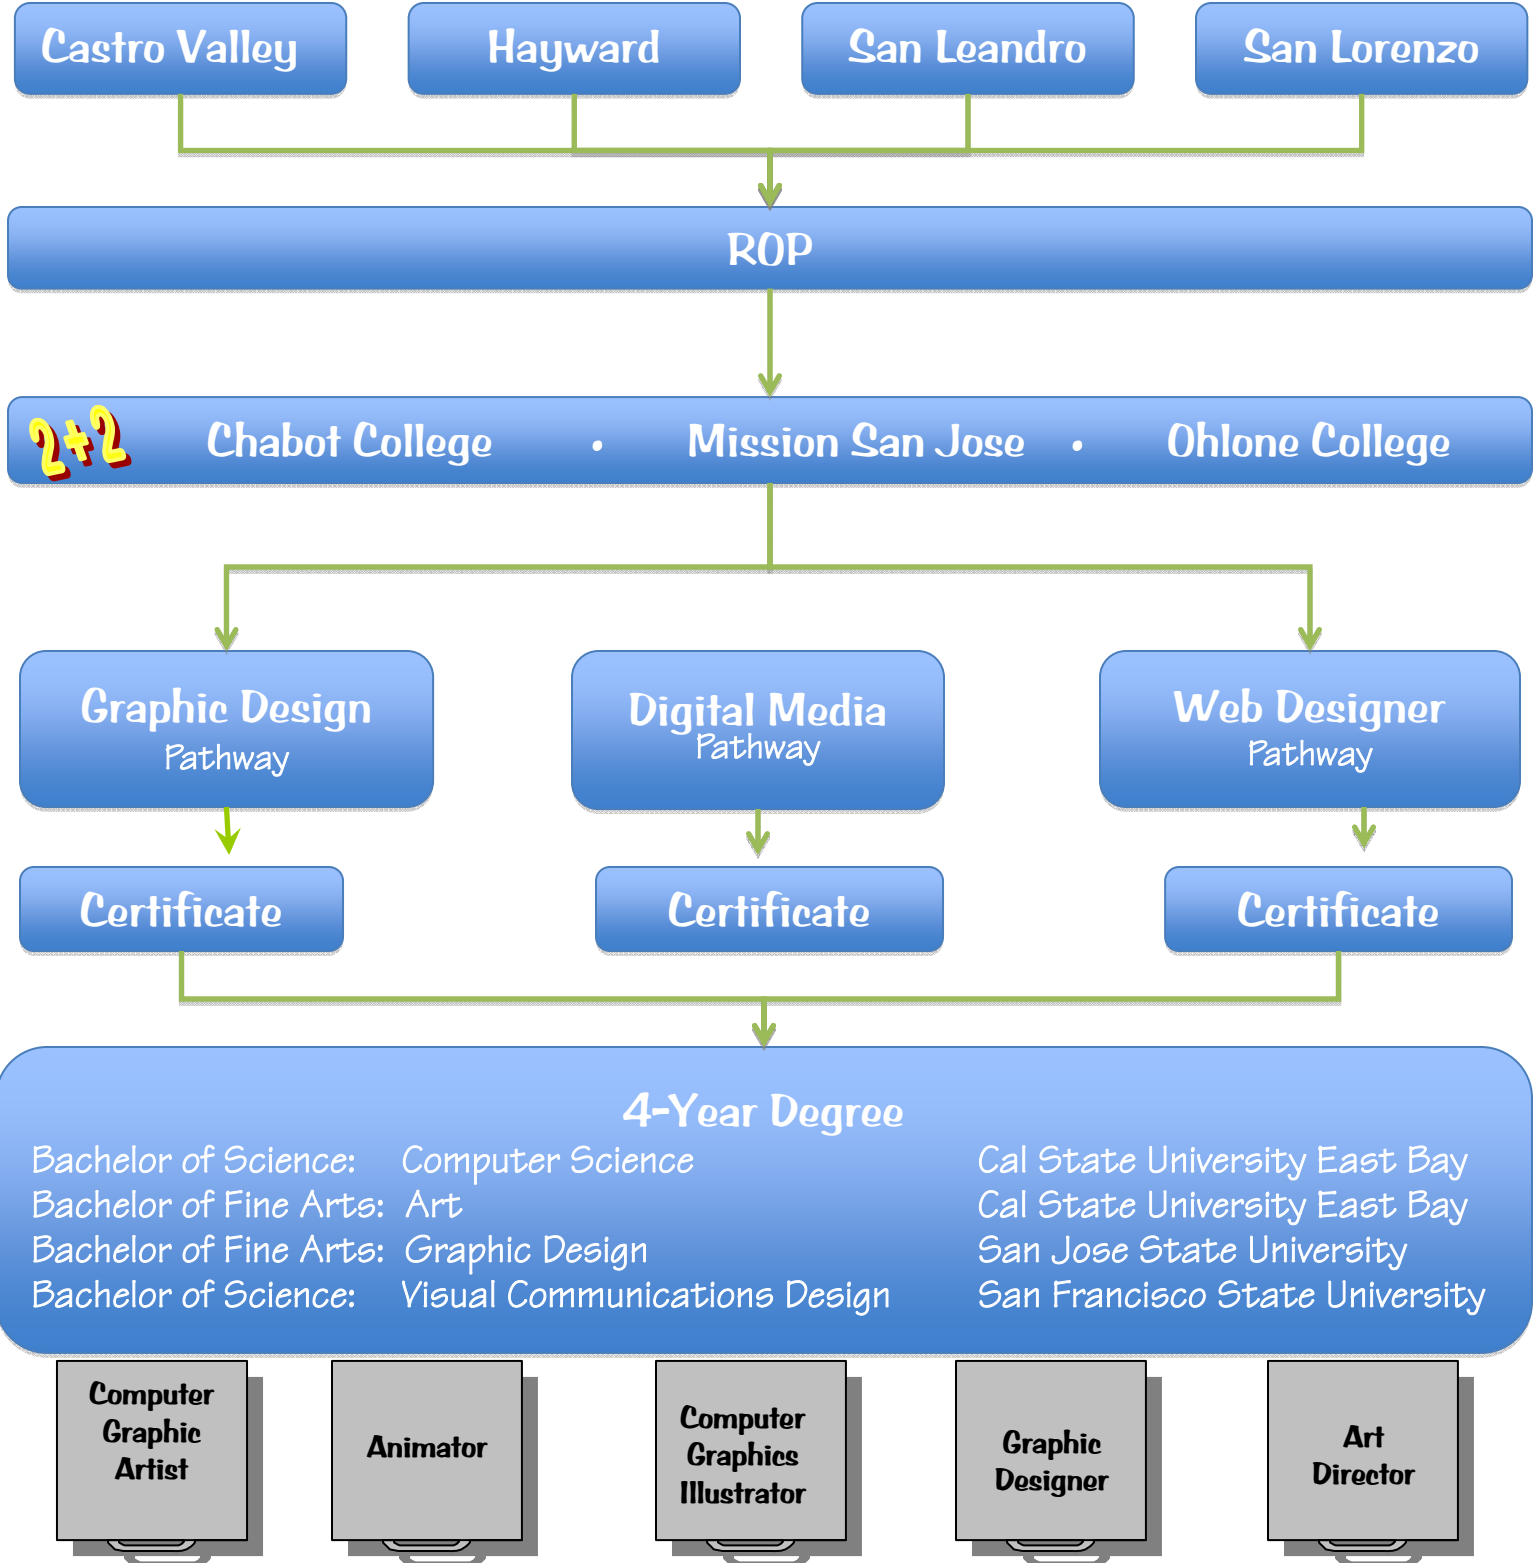 Castro Valley Hayward San Leandro San Lorenzo
ROP
2+2 Chabot College • Mission San Jose • Ohlone College
Graphic Design
Pathway
Digital Media
Pathway
Web Designer
Pathway
Certificate Certificate Certificate
4-Year Degree
Bachelor of Science: Computer Science Cal State University East Bay
Bachelor of Fine Arts: Art Cal State University East Bay
Bachelor of Fine Arts: Graphic Design San Jose State University
Bachelor of Science: Visual Communications Design San Francisco State University
Computer
Graphic
Artist
Animator
Computer
Graphics
Illustrator
Graphic
Designer
Art
Director